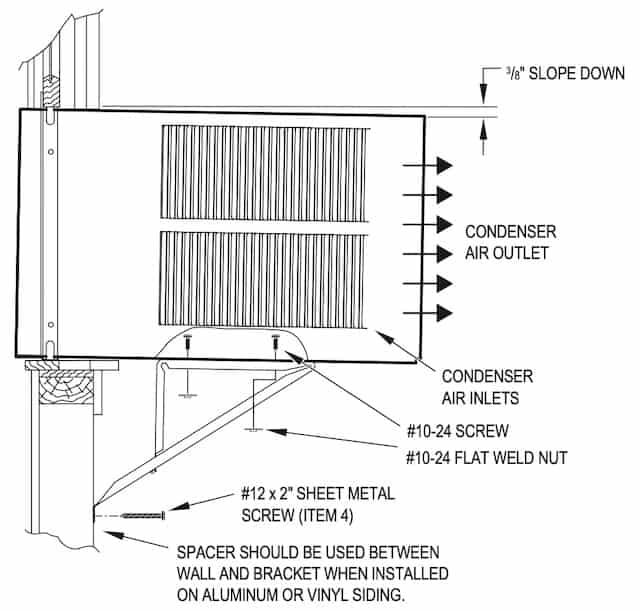 3/8" SLOPE DOWN
CONDENSER
AIR OUTLET
CONDENSER
AIR INLETS
#10-24 SCREW
#10-24 FLAT WELD NUT
#12 x 2" SHEET METAL
SCREW (ITEM 4)
SPACER SHOULD BE USED BETWEEN
WALL AND BRACKET WHEN INSTALLED
ON ALUMINUM OR VINYL SIDING.